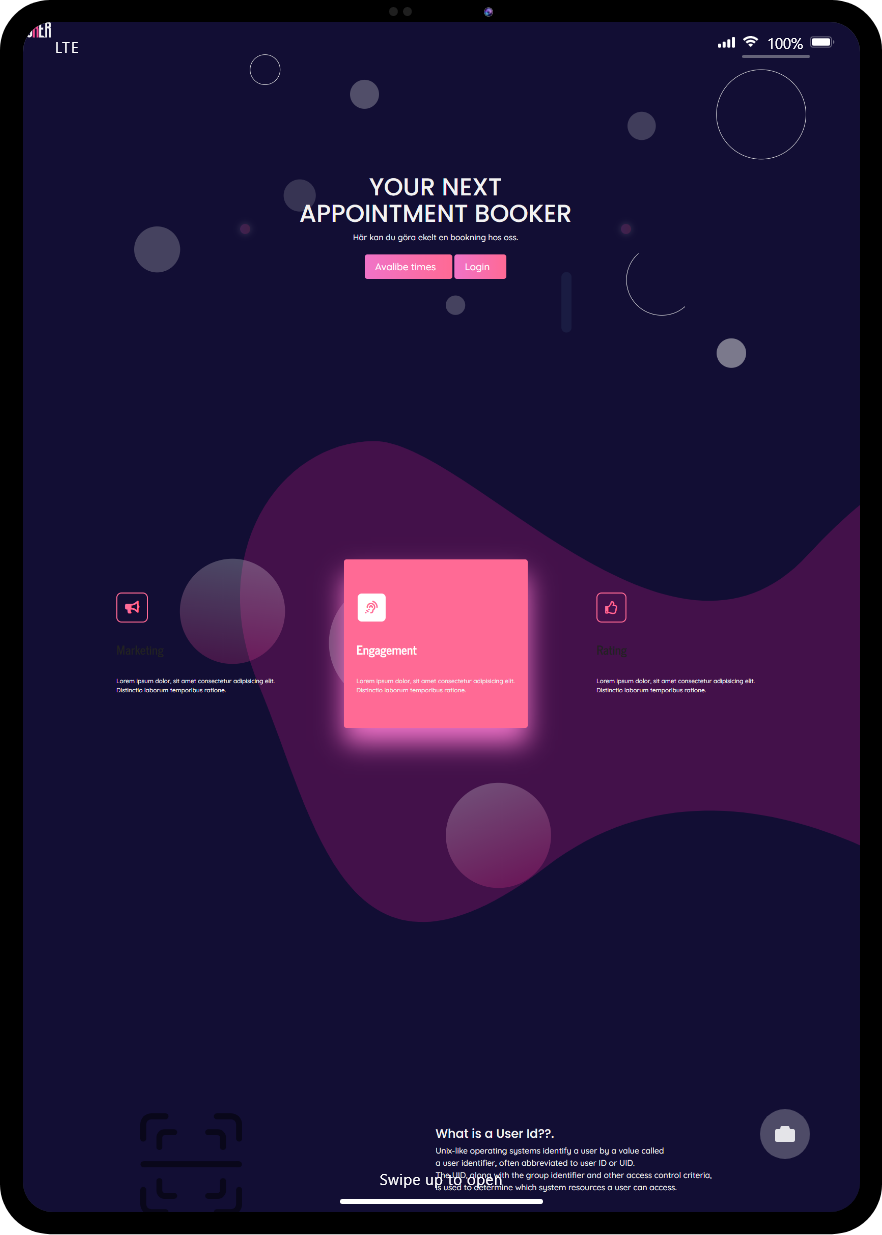 LTE
100%
YOUR NEXT
APPOINTMENT BOOKER
Här kan du göra ekelt en bookning hos oss.
Avalibe times
Login
Marketing
Engagement
Lorem ipsum dolor, sit amet consectetur adipisicing elit.
Distinctio laborum temporibus ratione.
Lorem ipsum dolor, sit amet consectetur adipisicing elit.
Distinctio laborum temporibus ratione.
Lorem ipsum dolor, sit amet consectetur adipisicing elit.
Distinctio laborum temporibus ratione.
What is a User Id??.
Unix-like operating systems identify a user by a value called
a user identifier, often abbreviated to user ID or UID.
The UID, along with the group identifier and other access control criteria,
is used to determine which system resources a user can access.
Swipe up to open